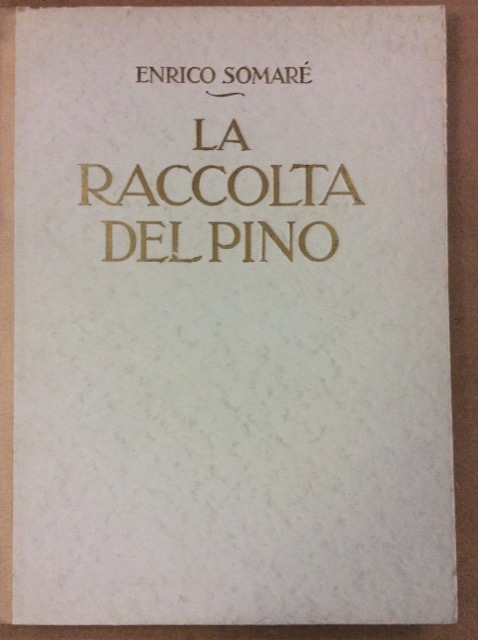 ENRICO SOMARÉ
LA
RACCOLTA
DEL PINO